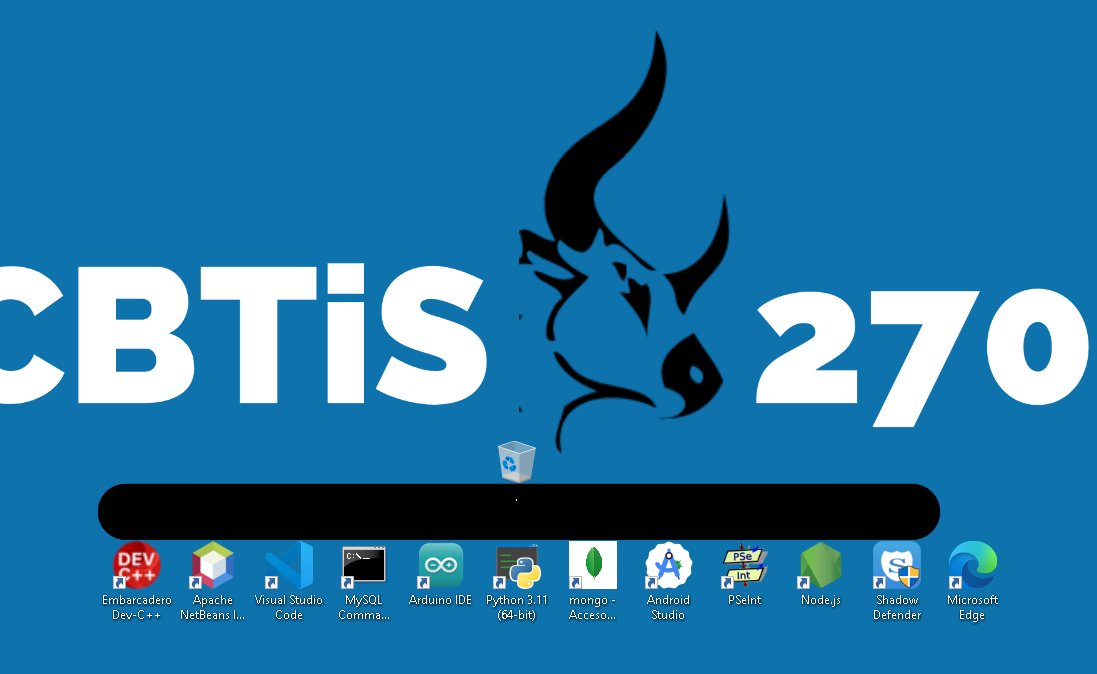 CBTiS 270
.
DEV
C++
C:\._
PSe
Int
S
Embarcadero
Dev-C++
Apache
NetBeans I...
Visual Studio
Code
MySQL
Comma...
Arduino IDE
Python 3.11
(64-bit)
mongo -
Acceso...
Android
Studio
PSeInt
Node.js
Shadow
Defender
Microsoft
Edge